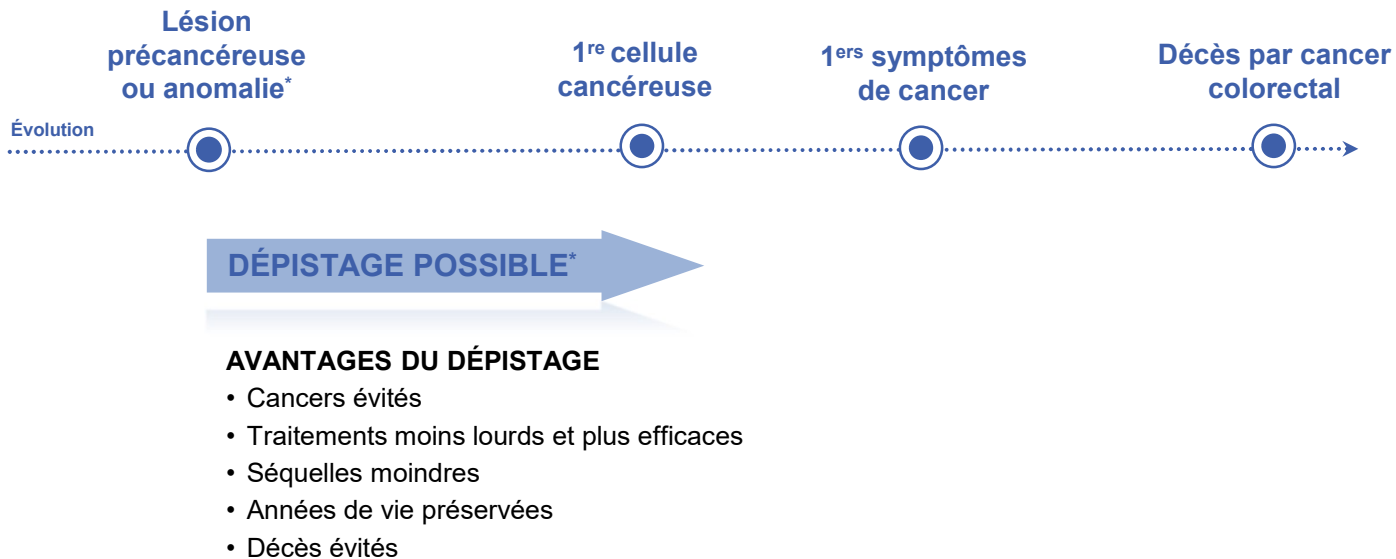 Lésion
précancéreuse
ou anomalie*
1re cellule
cancéreuse
1ers symptômes
de cancer
Décès par cancer
colorectal
Évolution
DÉPISTAGE POSSIBLE*
AVANTAGES DU DÉPISTAGE
• Cancers évités
• Traitements moins lourds et plus efficaces
• Séquelles moindres
• Années de vie préservées
• Décès évités